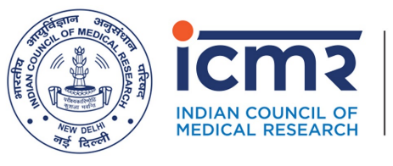 भारतीय आयुर्विज्ञान अनुसंधान परिषद
INDIAN COUNCIL OF MEDICAL RESEARCH
NEW DELHI
नई दिल्ली
icmr
INDIAN COUNCIL OF
MEDICAL RESEARCH